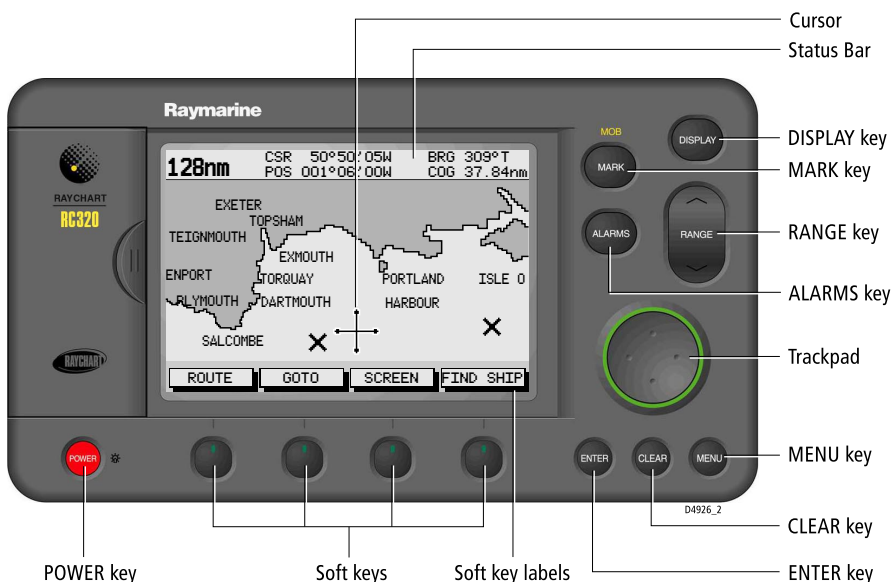 Cursor
Status Bar
Raymarine
MOB
DISPLAY
DISPLAY key
MARK
MARK key
128nm
CSR 50°50/05W BRG 309°T
POS 001°06/00W COG 37.84nm
RAYCHART
RC320
EXETER
TOPSHAM
TEIGNMOUTH
EXMOUTH
ENPORT
TORQUAY
PORTLAND
ISLE O
PLYMOUTH
DARTMOUTH
HARBOUR
SALCOMBE
ALARMS
RANGE
RANGE key
ALARMS key
Trackpad
RAYCHART
ROUTE GOTO SCREEN FIND SHIP
POWER
ENTER
CLEAR
MENU
MENU key
D4926_2
CLEAR key
POWER key
Soft keys
Soft key labels
ENTER key